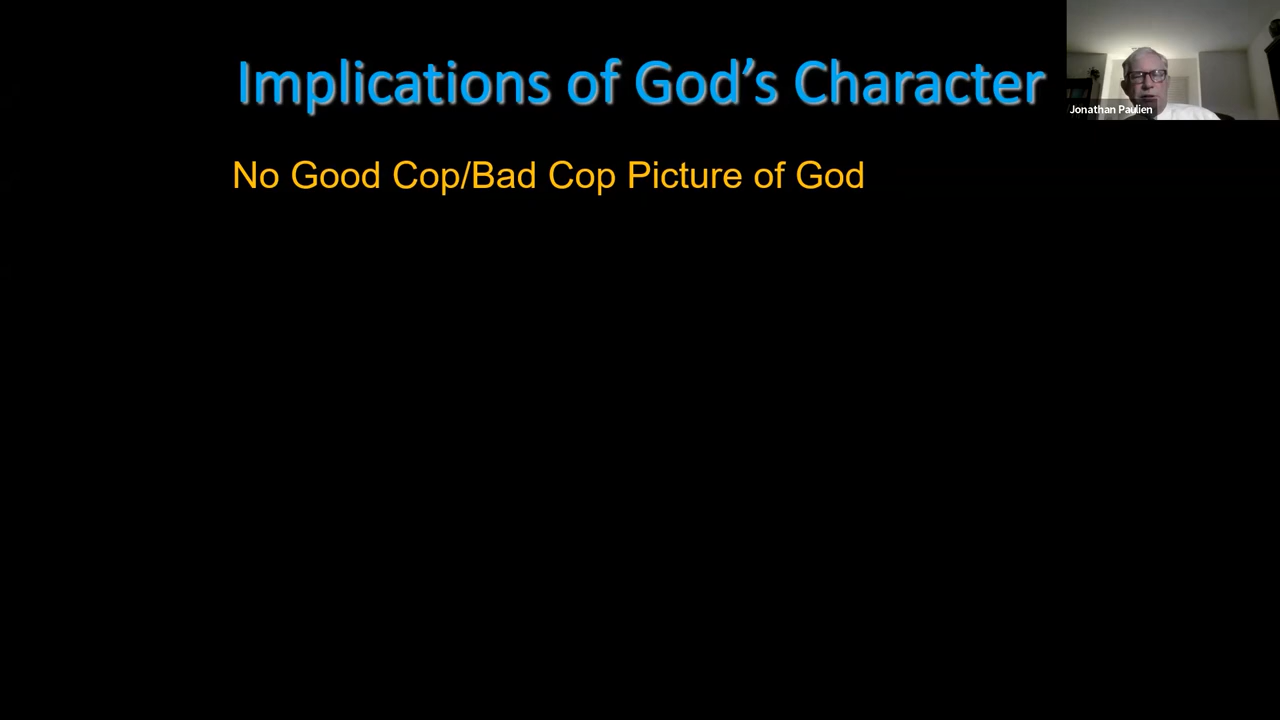 Implications of God’s Character
Jonathan Paulien
No Good Cop/Bad Cop Picture of God